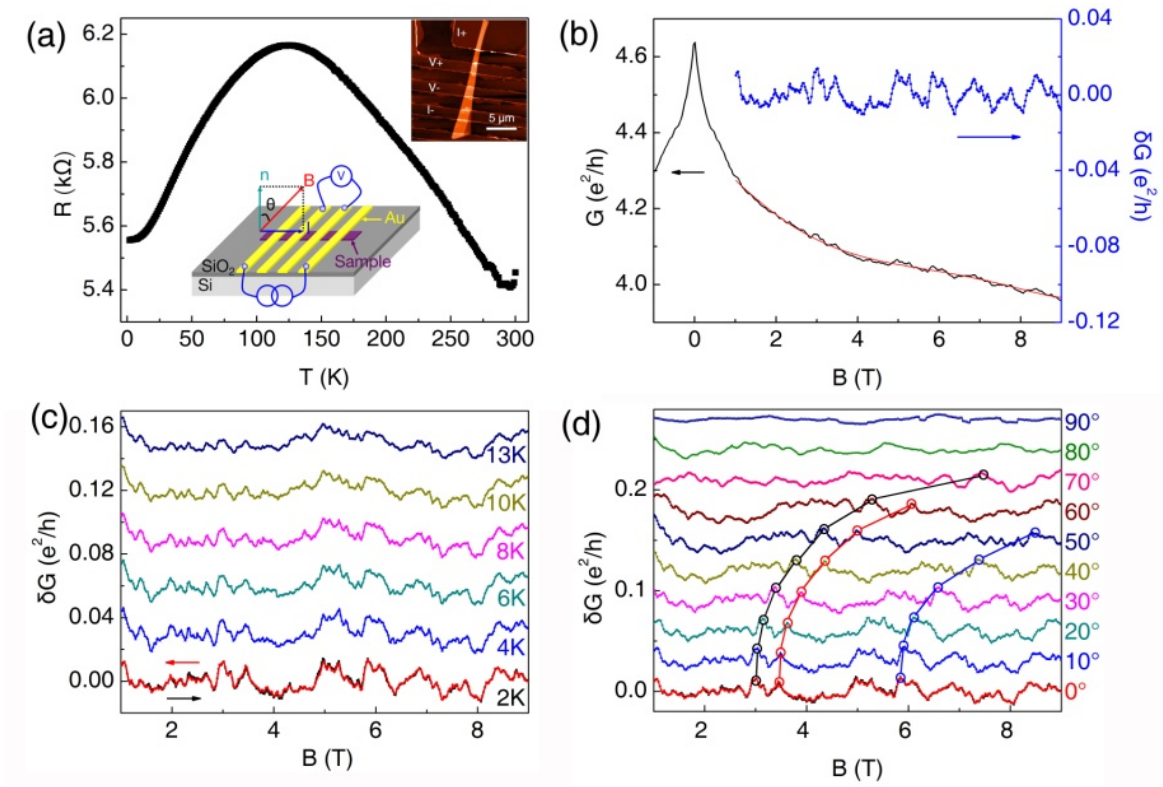 (a)
6.2
6.0
5.8
5.6
5.4
R (kΩ)
0 50 100 150 200 250 300
T (K)
I+
V+
V-
I-
5 μm
n
B
θ
I
V
Au
Sample
SiO2
Si
(b)
4.6
4.4
4.2
4.0
G (e²/h)
0 2 4 6 8
B (T)
0.04
0.00
-0.04
-0.08
-0.12
δG (e²/h)
(c)
0.16
0.12
0.08
0.04
0.00
δG (e²/h)
13K
10K
8K
6K
4K
2K
2 4 6 8
B (T)
(d)
0.2
0.1
0.0
δG (e²/h)
90°
80°
70°
60°
50°
40°
30°
20°
10°
0°
2 4 6 8
B (T)